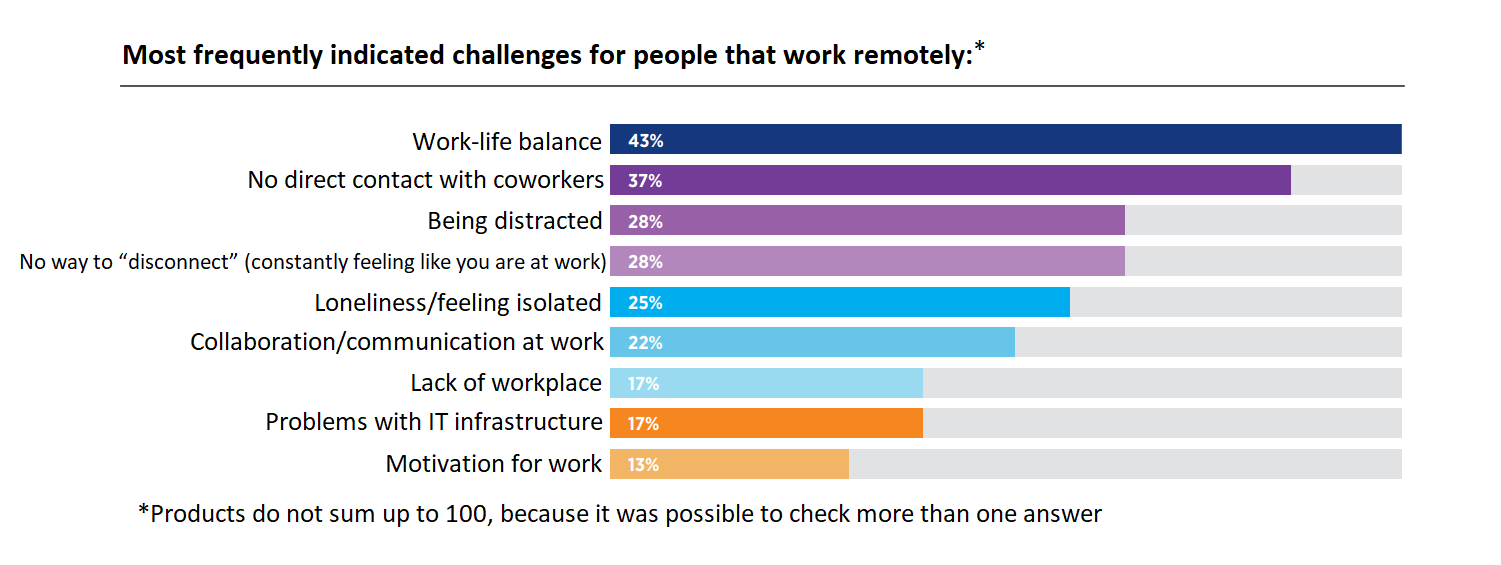 Most frequently indicated challenges for people that work remotely:*
Work-life balance 43%
No direct contact with coworkers 37%
Being distracted 28%
No way to “disconnect” (constantly feeling like you are at work) 28%
Loneliness/feeling isolated 25%
Collaboration/communication at work 22%
Lack of workplace 17%
Problems with IT infrastructure 17%
Motivation for work 13%
*Products do not sum up to 100, because it was possible to check more than one answer